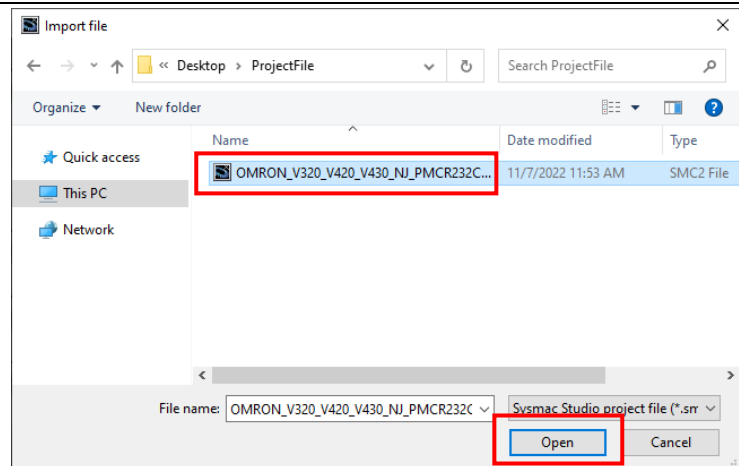 Import file
« Desktop › ProjectFile
Search ProjectFile
Organize
New folder
Name
Date modified
Type
Quick access
OMRON_V320_V420_V430_NJ_PMCR232C...
11/7/2022 11:53 AM
SMC2 File
This PC
Network
File name:
OMRON_V320_V420_V430_NJ_PMCR232C
Sysmac Studio project file (*.sm
Open
Cancel